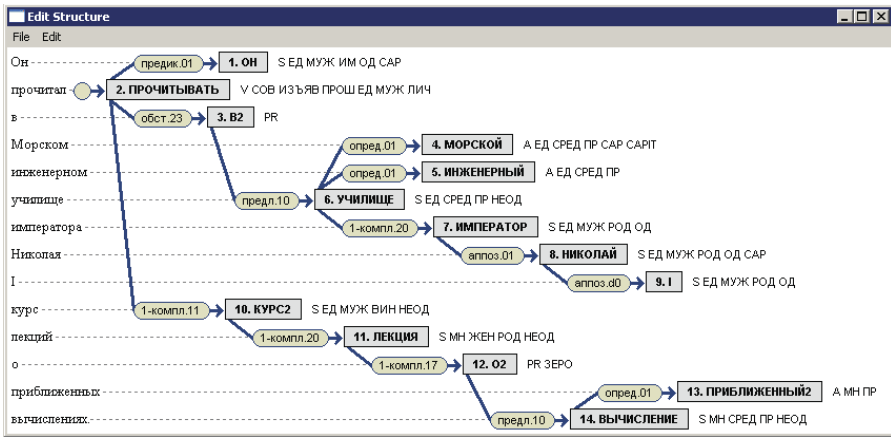 Edit Structure
File Edit
Он предик.01 1. ОН S ЕД МУЖ ИМ ОД САР
прочитал 2. ПРОЧИТЫВАТЬ V СОВ ИЗЪЯВ ПРОШ ЕД МУЖ ЛИЧ
в обст.23 3. В2 PR
Морском опред.01 4. МОРСКОЙ A ЕД СРЕД ПР САР CAPIT
инженерном опред.01 5. ИНЖЕНЕРНЫЙ A ЕД СРЕД ПР
училище предл.10 6. УЧИЛИЩЕ S ЕД СРЕД ПР НЕОД
императора 1-компл.20 7. ИМПЕРАТОР S ЕД МУЖ РОД ОД
Николая аппоз.01 8. НИКОЛАЙ S ЕД МУЖ РОД ОД САР
I аппоз.d0 9. I S ЕД МУЖ РОД ОД
курс 1-компл.11 10. КУРС2 S ЕД МУЖ ВИН НЕОД
лекций 1-компл.20 11. ЛЕКЦИЯ S МН ЖЕН РОД НЕОД
о 1-компл.17 12. О2 PR ЗЕРО
приближенных опред.01 13. ПРИБЛИЖЕННЫЙ2 A МН ПР
вычислениях. предл.10 14. ВЫЧИСЛЕНИЕ S МН СРЕД ПР НЕОД